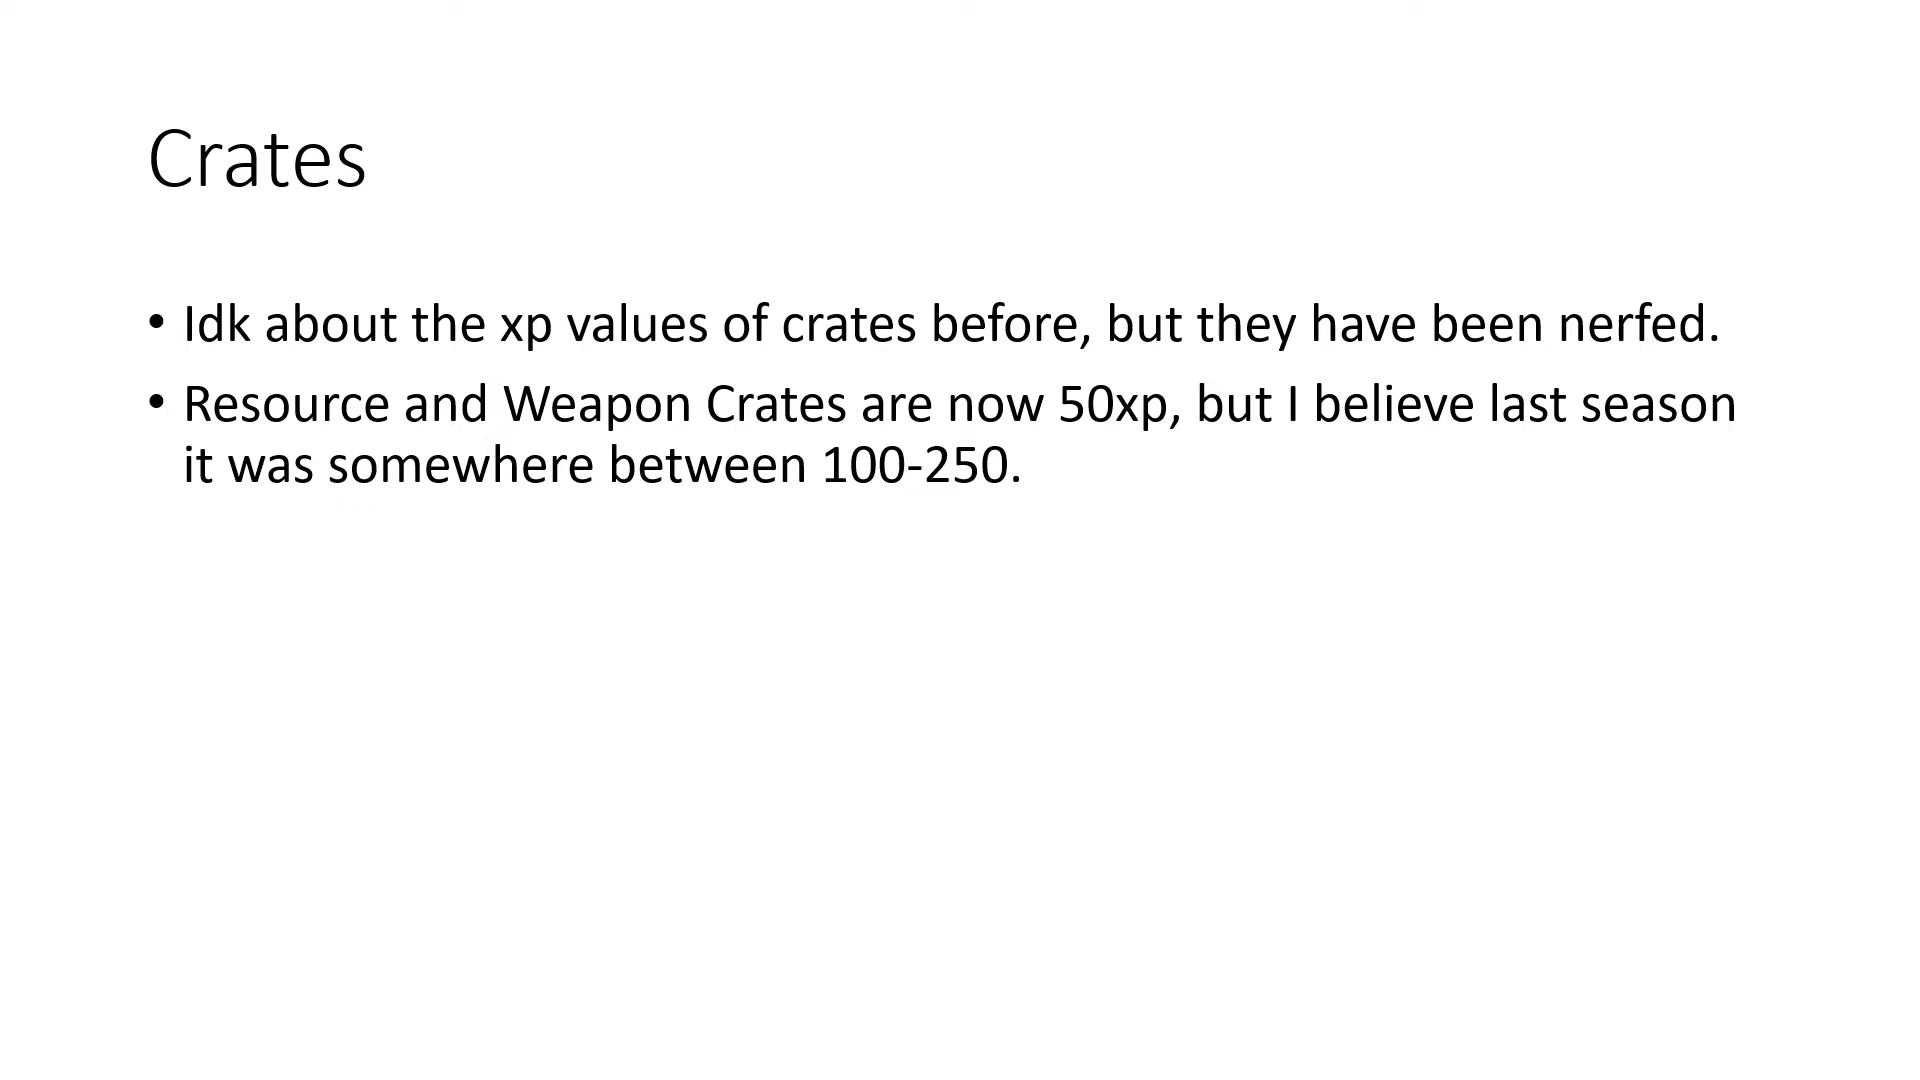 Crates
• Idk about the xp values of crates before, but they have been nerfed.
• Resource and Weapon Crates are now 50xp, but I believe last season
it was somewhere between 100-250.